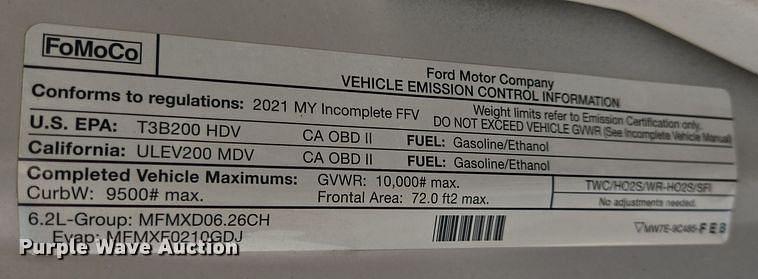 FoMoCo
Ford Motor Company
VEHICLE EMISSION CONTROL INFORMATION
Conforms to regulations: 2021 MY Incomplete FFV
Weight limits refer to Emission Certification only.
DO NOT EXCEED VEHICLE GVWR (See Incomplete Vehicle Manual)
U.S. EPA: T3B200 HDV CA OBD II FUEL: Gasoline/Ethanol
California: ULEV200 MDV CA OBD II FUEL: Gasoline/Ethanol
Completed Vehicle Maximums: GVWR: 10,000# max.
CurbW: 9500# max. Frontal Area: 72.0 ft2 max.
TWC/HO2S/WR-HO2S/SFI
No adjustments needed.
6.2L-Group: MFMXD06.26CH
Evap: MFMXF0210GDJ
MW7E-9C485-FEB
Purple Wave Auction